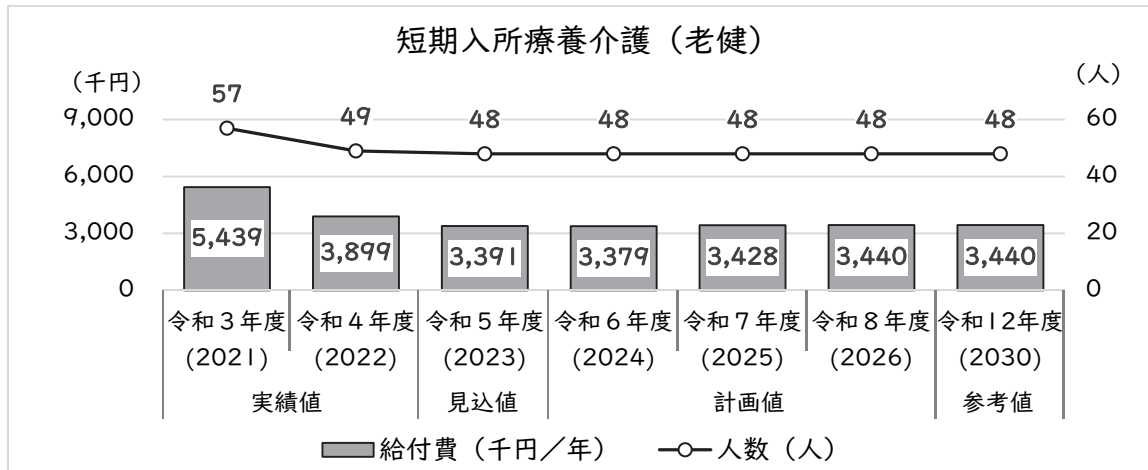 短期入所療養介護（老健）
（千円）
（人）
57 49 48 48 48 48 48
9,000 60
6,000 40
3,000 20
0 0
5,439 3,899 3,391 3,379 3,428 3,440 3,440
令和３年度 令和４年度 令和５年度 令和６年度 令和７年度 令和８年度 令和12年度
(2021) (2022) (2023) (2024) (2025) (2026) (2030)
実績値 見込値 計画値 参考値
給付費（千円／年） 人数（人）